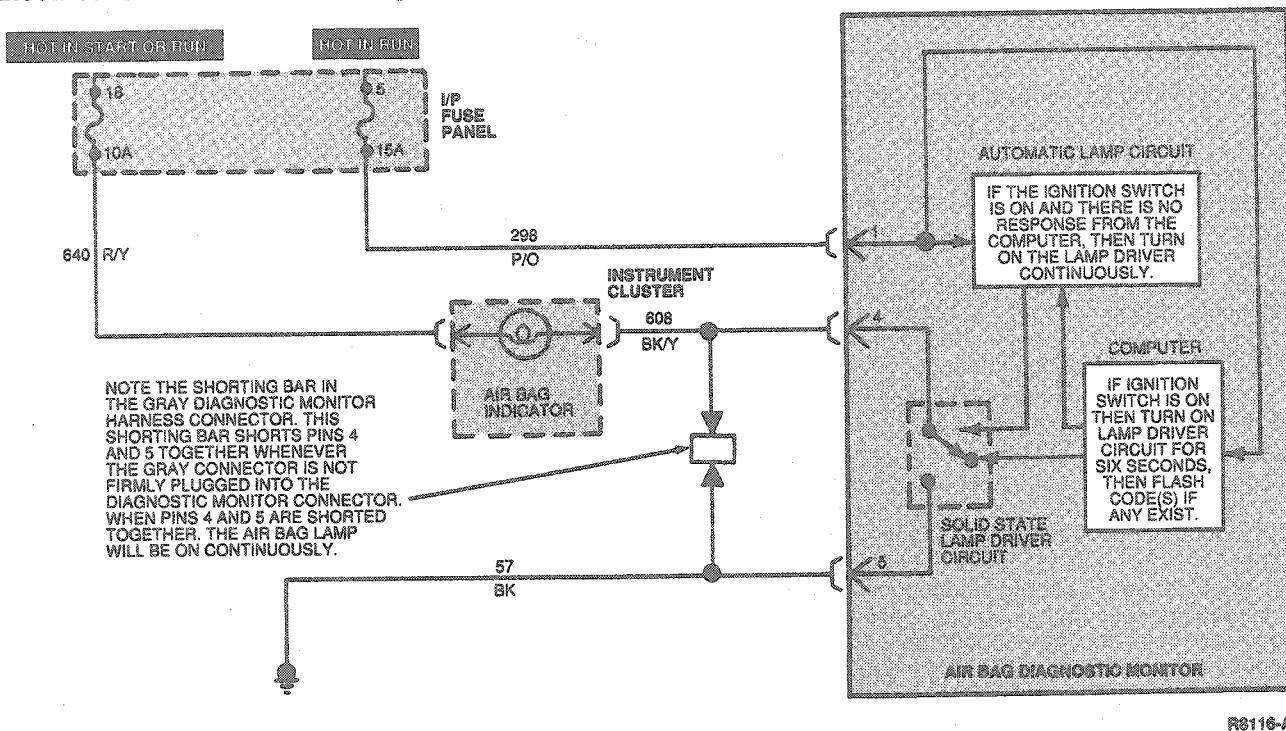 HOT IN START OR RUN
HOT IN RUN
18
5
I/P
FUSE
PANEL
10A
15A
AUTOMATIC LAMP CIRCUIT
IF THE IGNITION SWITCH
IS ON AND THERE IS NO
RESPONSE FROM THE
COMPUTER, THEN TURN
ON THE LAMP DRIVER
CONTINUOUSLY.
640 R/Y
298
P/O
1
INSTRUMENT
CLUSTER
608
BK/Y
4
AIR BAG
INDICATOR
COMPUTER
IF IGNITION
SWITCH IS ON
THEN TURN ON
LAMP DRIVER
CIRCUIT FOR
SIX SECONDS,
THEN FLASH
CODE(S) IF
ANY EXIST.
NOTE THE SHORTING BAR IN
THE GRAY DIAGNOSTIC MONITOR
HARNESS CONNECTOR. THIS
SHORTING BAR SHORTS PINS 4
AND 5 TOGETHER WHENEVER
THE GRAY CONNECTOR IS NOT
FIRMLY PLUGGED INTO THE
DIAGNOSTIC MONITOR CONNECTOR.
WHEN PINS 4 AND 5 ARE SHORTED
TOGETHER. THE AIR BAG LAMP
WILL BE ON CONTINUOUSLY.
SOLID STATE
LAMP DRIVER
CIRCUIT
57
BK
5
AIR BAG DIAGNOSTIC MONITOR
R8116-A